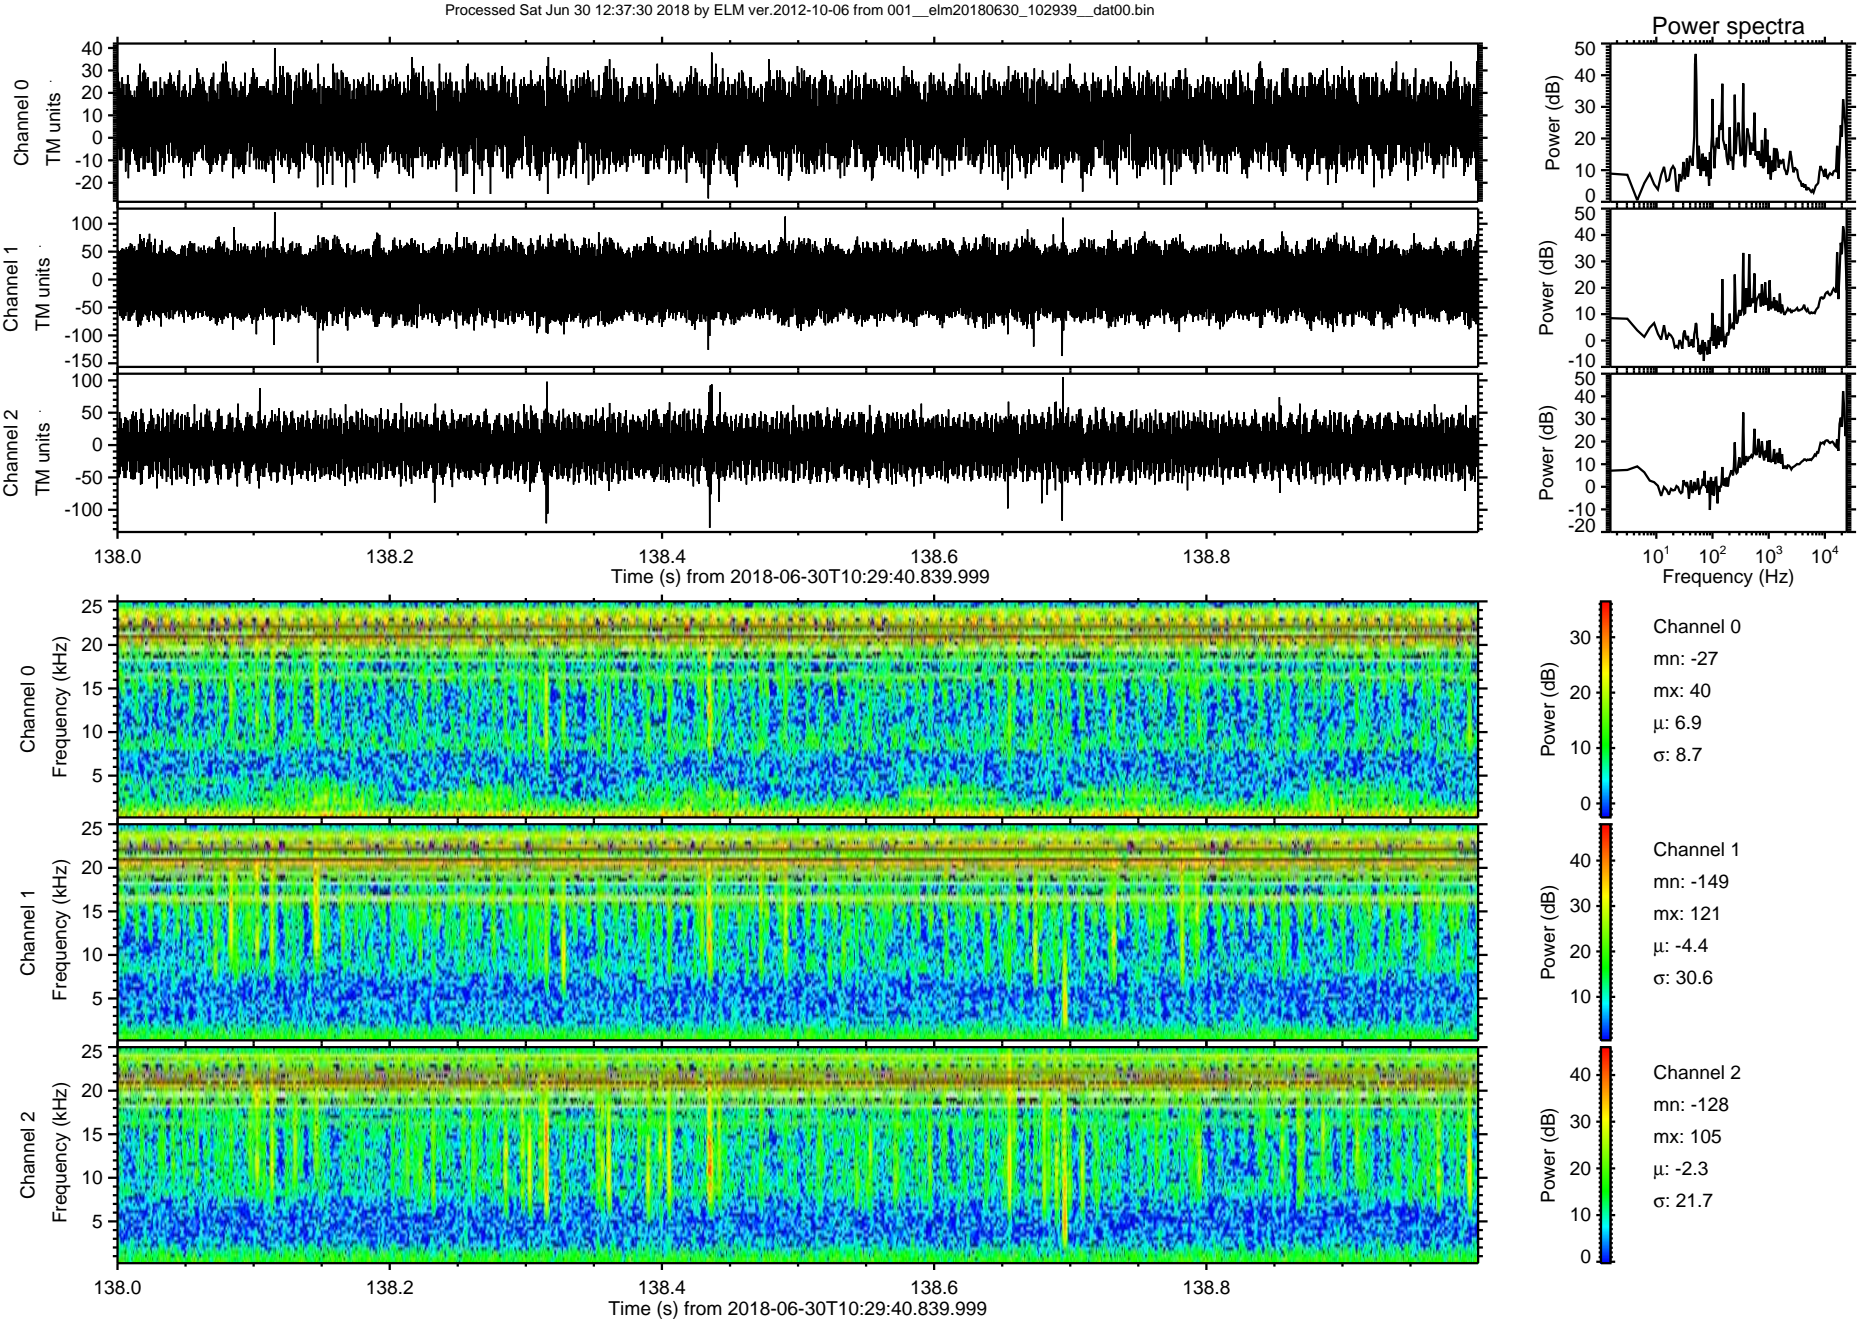 Processed Sat Jun 30 12:37:30 2018 by ELM ver.2012-10-06 from 001__elm20180630_102939__dat00.bin
Power spectra
Channel 0
TM units
40
30
20
10
0
-10
-20
Power (dB)
50
40
30
20
10
0
Channel 1
TM units
100
50
0
-50
-100
-150
Power (dB)
50
40
30
20
10
0
-10
Channel 2
TM units
100
50
0
-50
-100
Power (dB)
50
40
30
20
10
0
-10
-20
138.0 138.2 138.4 138.6 138.8
Time (s) from 2018-06-30T10:29:40.839.999
10^1 10^2 10^3 10^4
Frequency (Hz)
Channel 0
Frequency (kHz)
25
20
15
10
5
Power (dB)
30
20
10
0
Channel 0
mn: -27
mx: 40
μ: 6.9
σ: 8.7
Channel 1
Frequency (kHz)
25
20
15
10
5
Power (dB)
40
30
20
10
Channel 1
mn: -149
mx: 121
μ: -4.4
σ: 30.6
Channel 2
Frequency (kHz)
25
20
15
10
5
Power (dB)
40
30
20
10
0
Channel 2
mn: -128
mx: 105
μ: -2.3
σ: 21.7
138.0 138.2 138.4 138.6 138.8
Time (s) from 2018-06-30T10:29:40.839.999